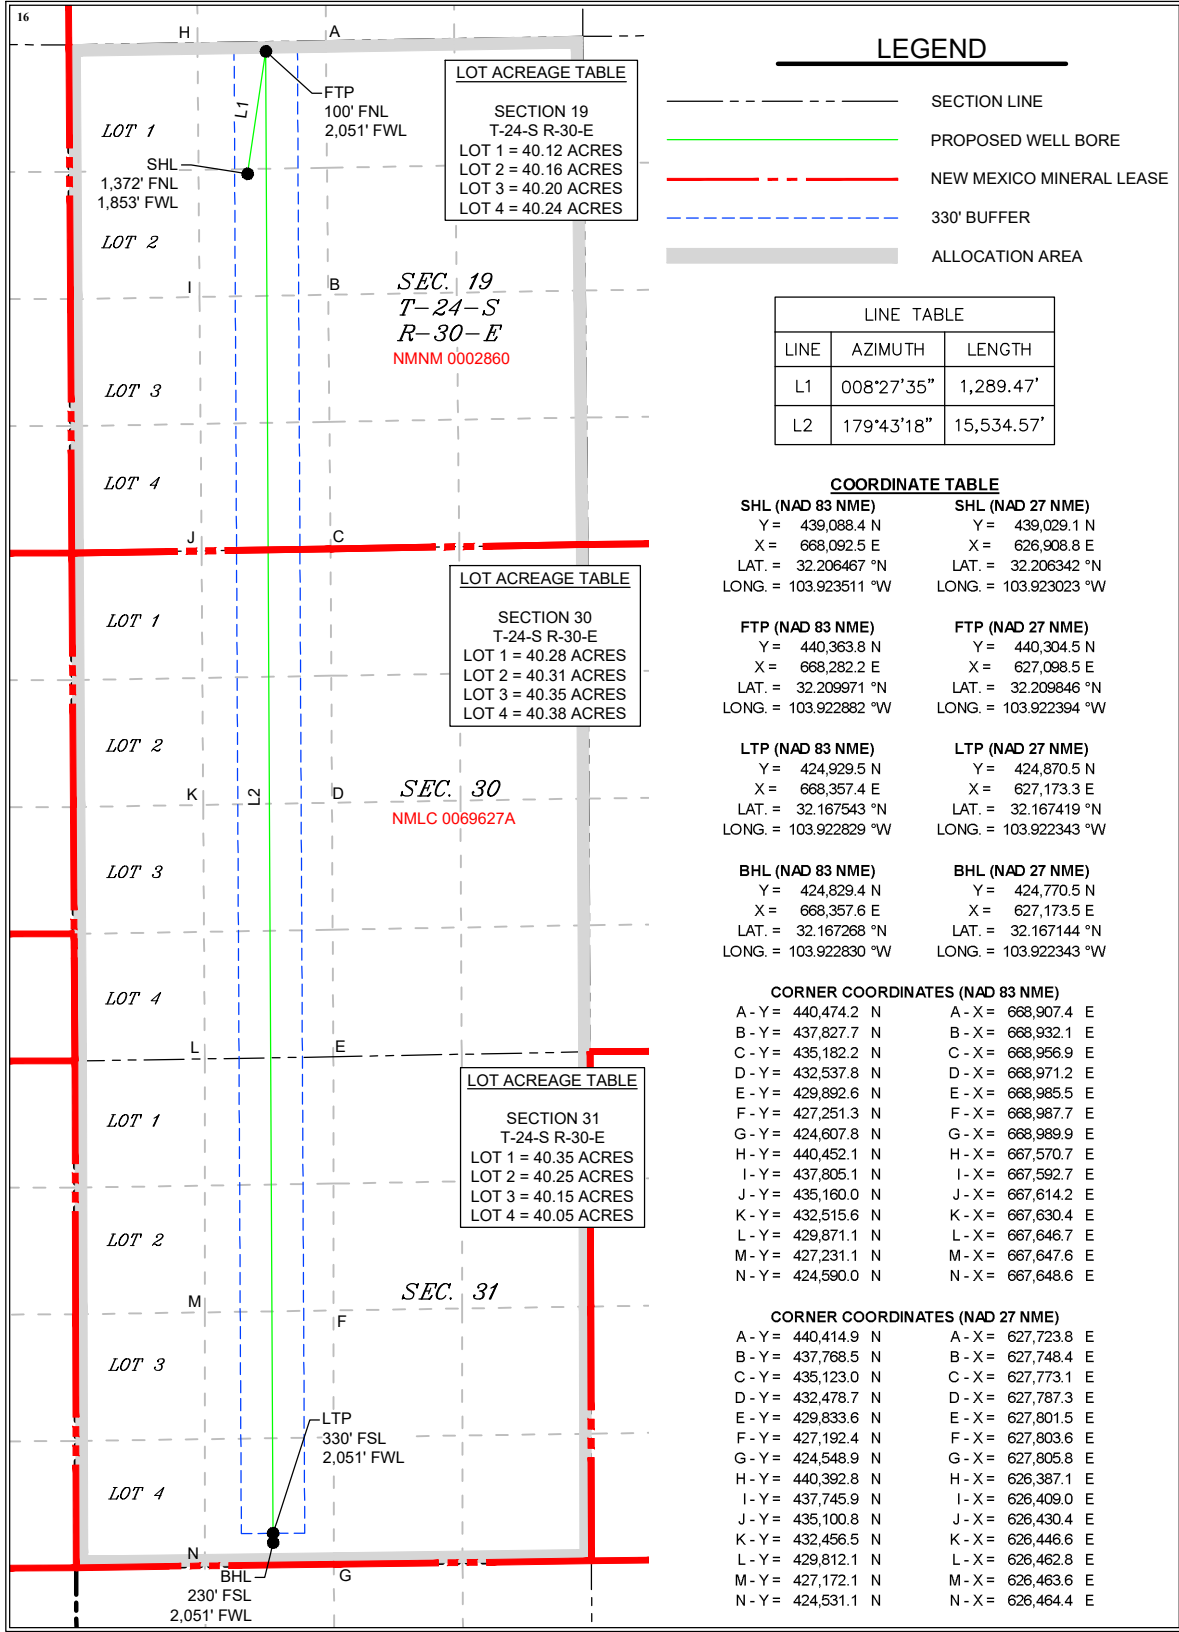 16
H
A
L1
FTP
100' FNL
2,051' FWL
LOT 1
SHL
1,372' FNL
1,853' FWL
LOT 2
I
B
SEC. 19
T-24-S
R-30-E
NMNM 0002860
LOT 3
LOT 4
J
C
LOT 1
LOT 2
K
L2
D
SEC. 30
NMLC 0069627A
LOT 3
LOT 4
L
E
LOT 1
LOT 2
SEC. 31
M
F
LOT 3
LTP
330' FSL
2,051' FWL
LOT 4
N
G
BHL
230' FSL
2,051' FWL
LOT ACREAGE TABLE
SECTION 19
T-24-S R-30-E
LOT 1 = 40.12 ACRES
LOT 2 = 40.16 ACRES
LOT 3 = 40.20 ACRES
LOT 4 = 40.24 ACRES
LOT ACREAGE TABLE
SECTION 30
T-24-S R-30-E
LOT 1 = 40.28 ACRES
LOT 2 = 40.31 ACRES
LOT 3 = 40.35 ACRES
LOT 4 = 40.38 ACRES
LOT ACREAGE TABLE
SECTION 31
T-24-S R-30-E
LOT 1 = 40.35 ACRES
LOT 2 = 40.25 ACRES
LOT 3 = 40.15 ACRES
LOT 4 = 40.05 ACRES
LEGEND
SECTION LINE
PROPOSED WELL BORE
NEW MEXICO MINERAL LEASE
330' BUFFER
ALLOCATION AREA
LINE TABLE
LINE AZIMUTH LENGTH
L1 008°27'35" 1,289.47'
L2 179°43'18" 15,534.57'
COORDINATE TABLE
SHL (NAD 83 NME) SHL (NAD 27 NME)
Y = 439,088.4 N Y = 439,029.1 N
X = 668,092.5 E X = 626,908.8 E
LAT. = 32.206467 °N LAT. = 32.206342 °N
LONG. = 103.923511 °W LONG. = 103.923023 °W
FTP (NAD 83 NME) FTP (NAD 27 NME)
Y = 440,363.8 N Y = 440,304.5 N
X = 668,282.2 E X = 627,098.5 E
LAT. = 32.209971 °N LAT. = 32.209846 °N
LONG. = 103.922882 °W LONG. = 103.922394 °W
LTP (NAD 83 NME) LTP (NAD 27 NME)
Y = 424,929.5 N Y = 424,870.5 N
X = 668,357.4 E X = 627,173.3 E
LAT. = 32.167543 °N LAT. = 32.167419 °N
LONG. = 103.922829 °W LONG. = 103.922343 °W
BHL (NAD 83 NME) BHL (NAD 27 NME)
Y = 424,829.4 N Y = 424,770.5 N
X = 668,357.6 E X = 627,173.5 E
LAT. = 32.167268 °N LAT. = 32.167144 °N
LONG. = 103.922830 °W LONG. = 103.922343 °W
CORNER COORDINATES (NAD 83 NME)
A - Y = 440,474.2 N A - X = 668,907.4 E
B - Y = 437,827.7 N B - X = 668,932.1 E
C - Y = 435,182.2 N C - X = 668,956.9 E
D - Y = 432,537.8 N D - X = 668,971.2 E
E - Y = 429,892.6 N E - X = 668,985.5 E
F - Y = 427,251.3 N F - X = 668,987.7 E
G - Y = 424,607.8 N G - X = 668,989.9 E
H - Y = 440,452.1 N H - X = 667,570.7 E
I - Y = 437,805.1 N I - X = 667,592.7 E
J - Y = 435,160.0 N J - X = 667,614.2 E
K - Y = 432,515.6 N K - X = 667,630.4 E
L - Y = 429,871.1 N L - X = 667,646.7 E
M - Y = 427,231.1 N M - X = 667,647.6 E
N - Y = 424,590.0 N N - X = 667,648.6 E
CORNER COORDINATES (NAD 27 NME)
A - Y = 440,414.9 N A - X = 627,723.8 E
B - Y = 437,768.5 N B - X = 627,748.4 E
C - Y = 435,123.0 N C - X = 627,773.1 E
D - Y = 432,478.7 N D - X = 627,787.3 E
E - Y = 429,833.6 N E - X = 627,801.5 E
F - Y = 427,192.4 N F - X = 627,803.6 E
G - Y = 424,548.9 N G - X = 627,805.8 E
H - Y = 440,392.8 N H - X = 626,387.1 E
I - Y = 437,745.9 N I - X = 626,409.0 E
J - Y = 435,100.8 N J - X = 626,430.4 E
K - Y = 432,456.5 N K - X = 626,446.6 E
L - Y = 429,812.1 N L - X = 626,462.8 E
M - Y = 427,172.1 N M - X = 626,463.6 E
N - Y = 424,531.1 N N - X = 626,464.4 E